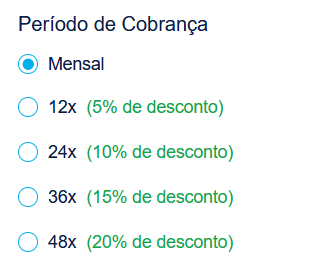 Período de Cobrança
Mensal
12x (5% de desconto)
24x (10% de desconto)
36x (15% de desconto)
48x (20% de desconto)